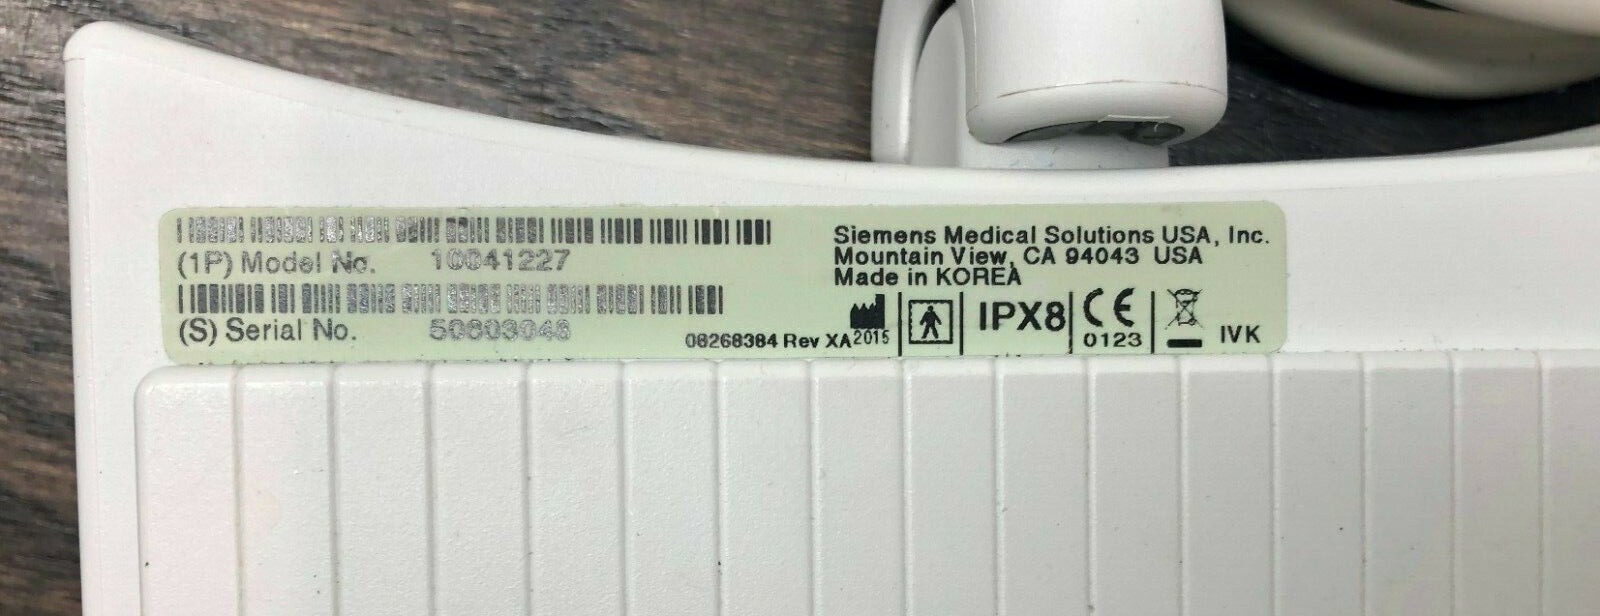 (1P) Model No. 10041227
(S) Serial No. 50803048
08268384 Rev XA
Siemens Medical Solutions USA, Inc.
Mountain View, CA 94043 USA
Made in KOREA
2015
IPX8
CE
0123
IVK